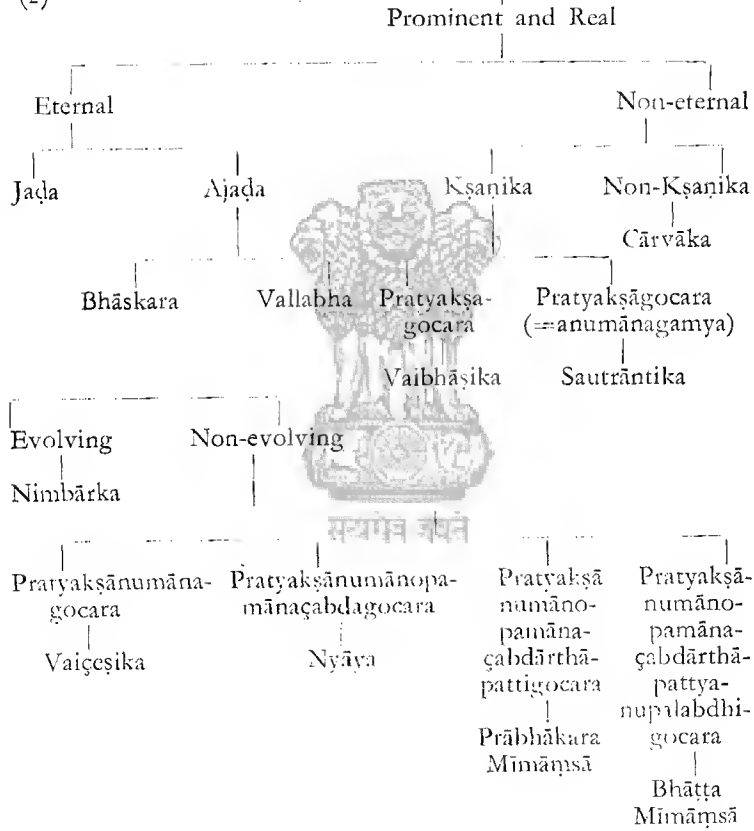 (2)
Prominent and Real
Eternal Non-eternal
Jaḍa Ajaḍa Kṣaṇika Non-Kṣaṇika
Cārvāka
Bhāskara Vallabha Pratyakṣa- Pratyakṣāgocara
gocara (=anumānagamya)
Vaibhāṣika Sautrāntika
Evolving Non-evolving
Nimbārka
सत्यमेव जयते
Pratyakṣānumāna- Pratyakṣānumānopa- Pratyakṣā Pratyakṣā-
gocara mānaçabdagocara numāno- numāno-
pamāna- pamāna-
Vaiçeṣika Nyāya çabdārthā- çabdārthā-
pattigocara pattya-
nupalabdhi-
Prābhākara gocara
Mīmāṃsā
Bhāṭṭa
Mīmāṃsā